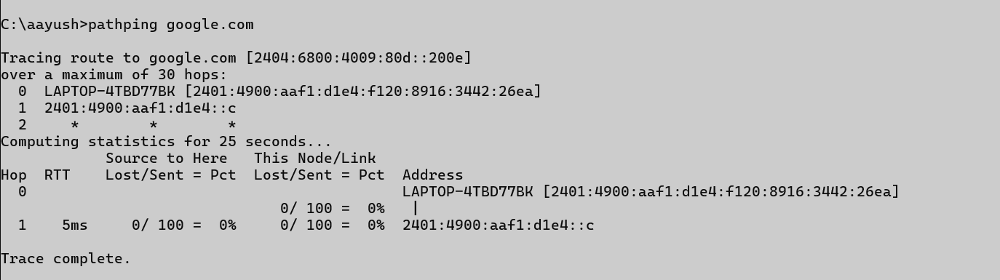 C:\aayush>pathping google.com
Tracing route to google.com [2404:6800:4009:80d::200e]
over a maximum of 30 hops:
  0  LAPTOP-4TBD77BK [2401:4900:aaf1:d1e4:f120:8916:3442:26ea]
  1  2401:4900:aaf1:d1e4::c
  2     *        *        *
Computing statistics for 25 seconds...
            Source to Here   This Node/Link
Hop  RTT    Lost/Sent = Pct  Lost/Sent = Pct  Address
  0                                           LAPTOP-4TBD77BK [2401:4900:aaf1:d1e4:f120:8916:3442:26ea]
                                0/ 100 =  0%   |
  1    5ms     0/ 100 =  0%     0/ 100 =  0%  2401:4900:aaf1:d1e4::c
Trace complete.